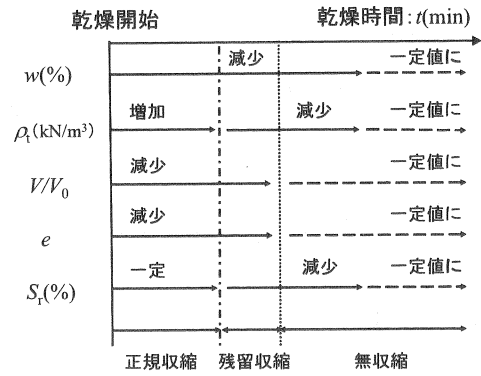 乾燥開始 乾燥時間：t(min)
減少 一定値に
w(%)
増加 減少 一定値に
ρt（kN/m³）
減少 一定値に
V/V0
減少 一定値に
e
一定 減少 一定値に
Sr(%)
正規収縮 残留収縮 無収縮